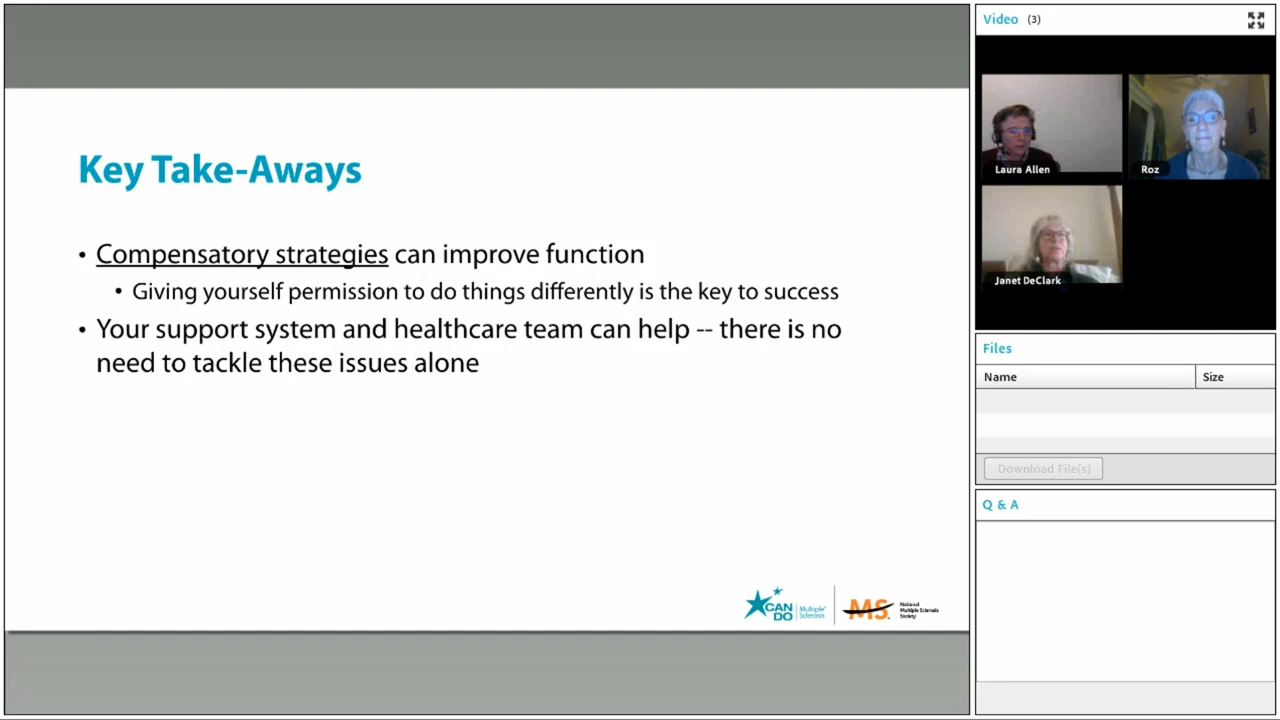 Key Take-Aways
• Compensatory strategies can improve function
• Giving yourself permission to do things differently is the key to success
• Your support system and healthcare team can help -- there is no
need to tackle these issues alone
CAN DO
Multiple Sclerosis
MS
National
Multiple Sclerosis
Society
Video (3)
Laura Allen
Roz
Janet DeClark
Files
Name Size
Download File(s)
Q & A